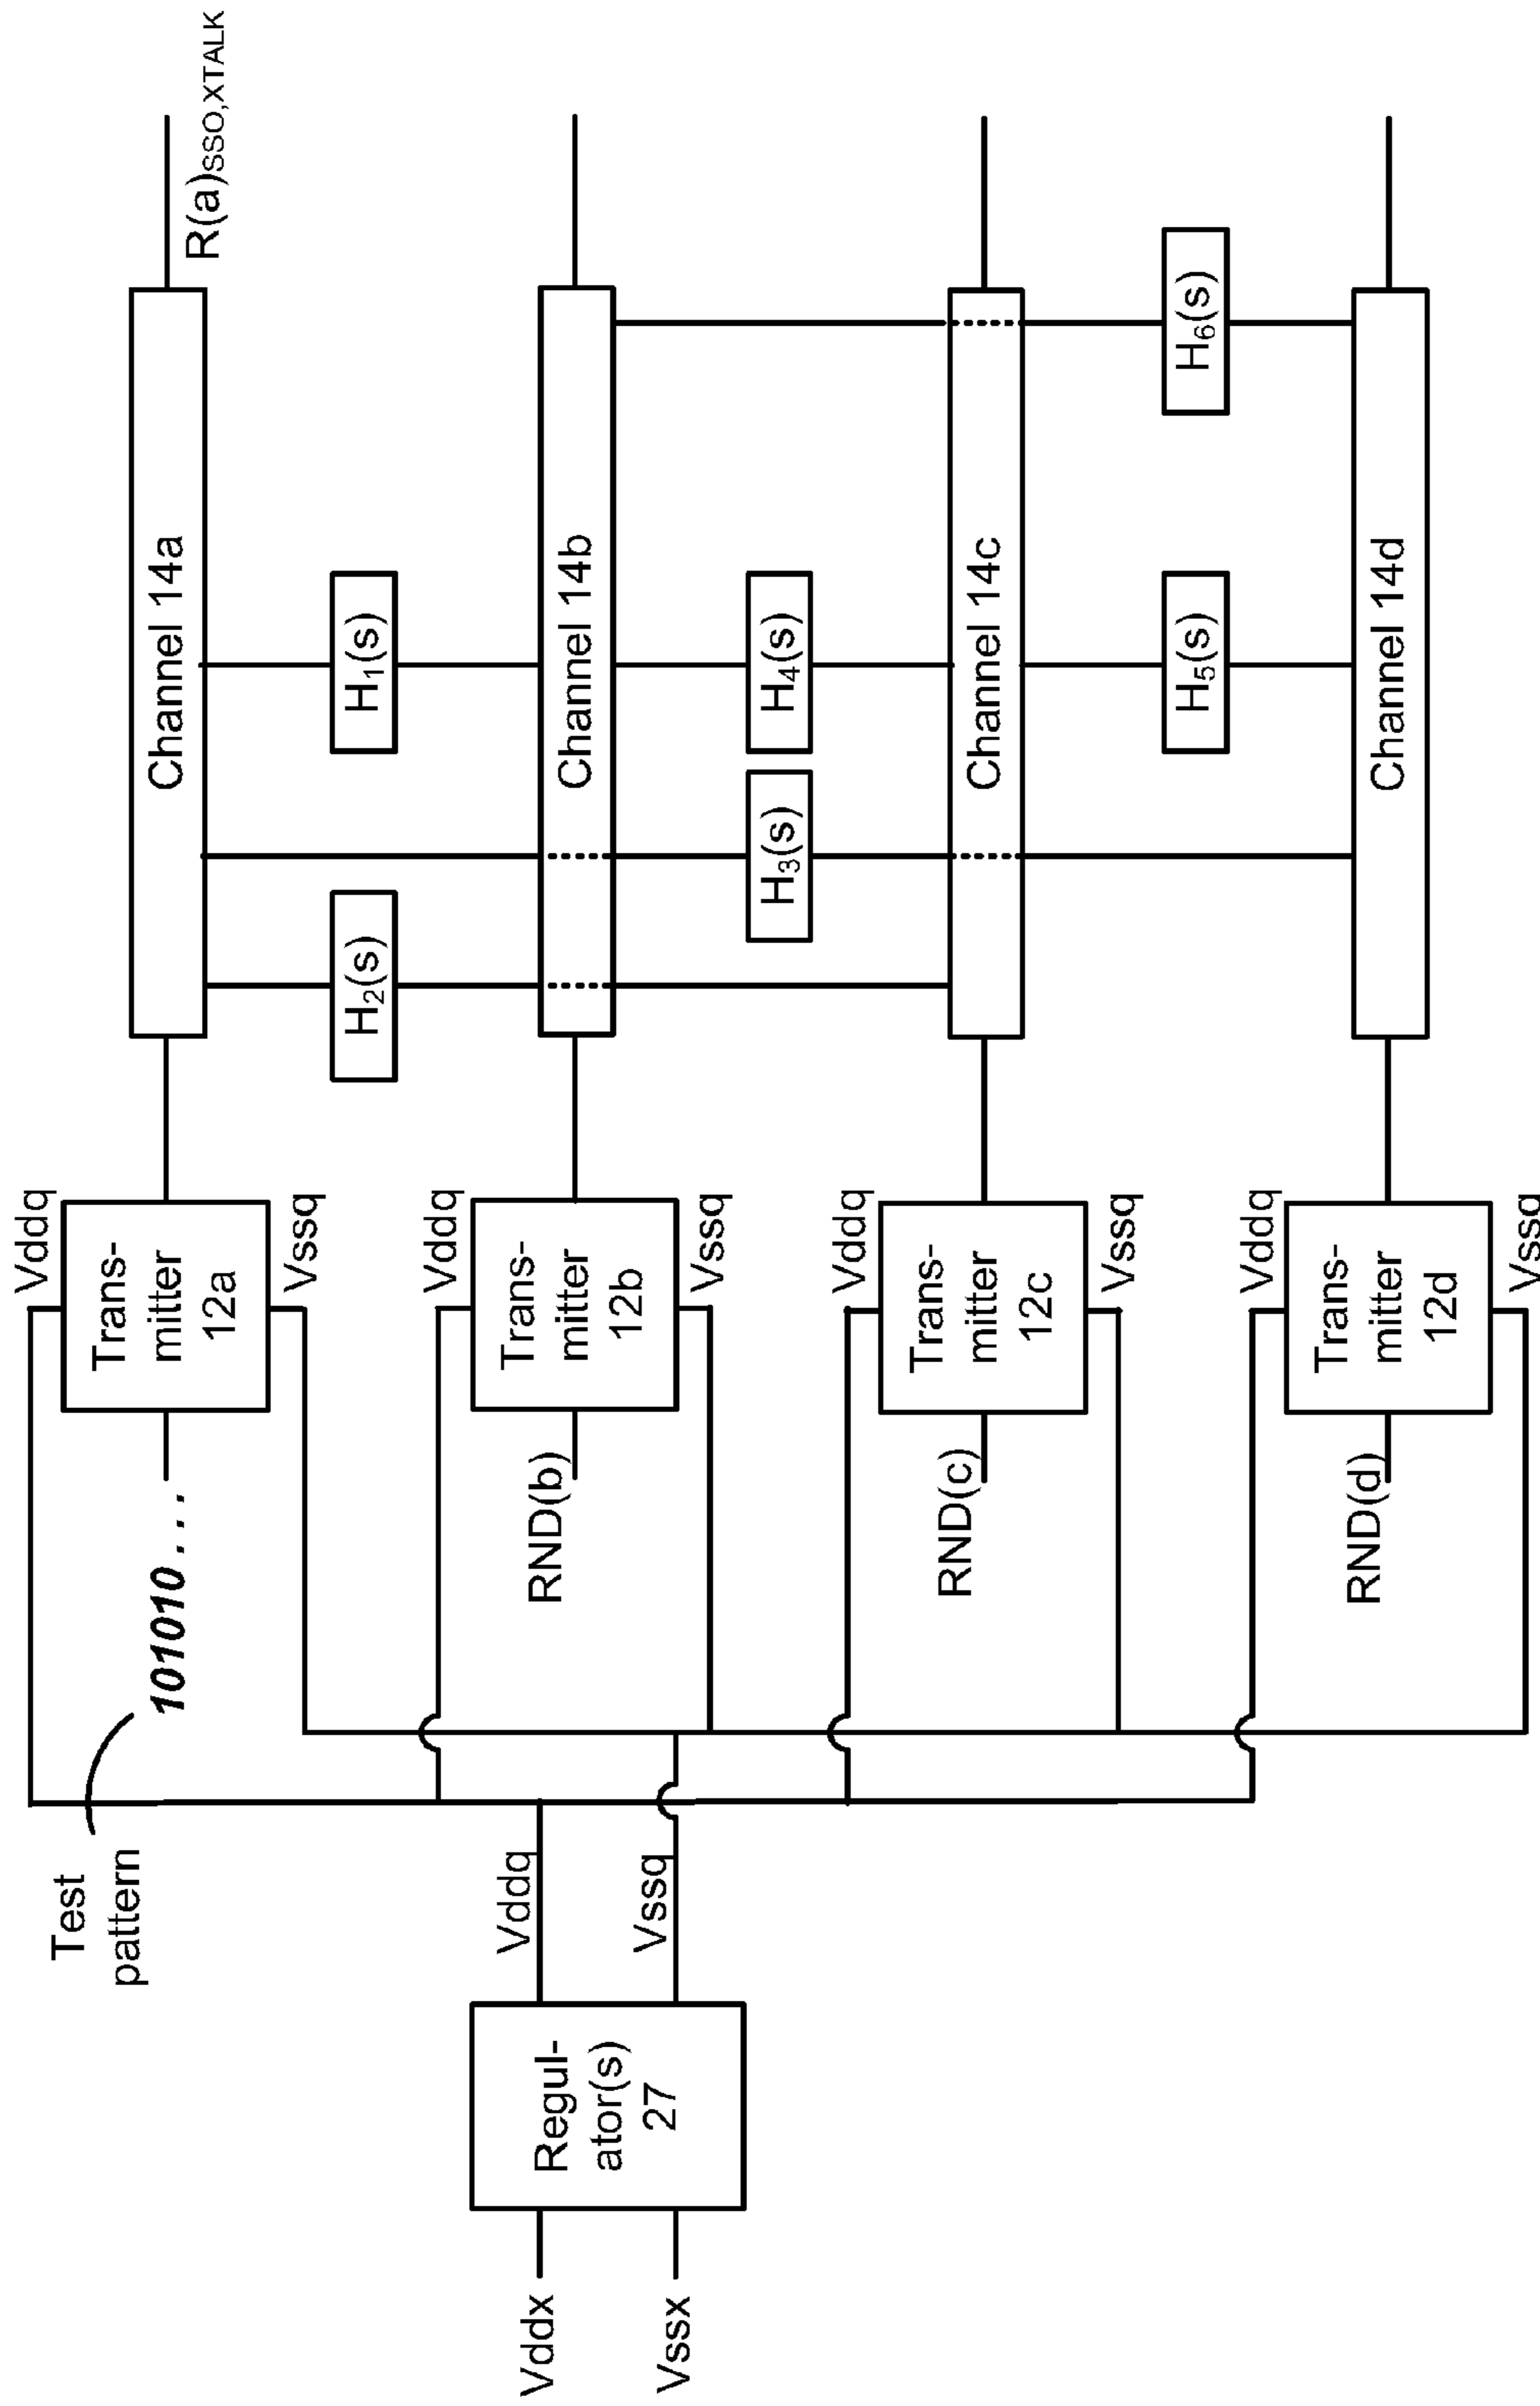 Test
pattern
101010 . . .
Vddq
Trans-
mitter
12a
Vssq
Channel 14a
R(a)SSO,XTALK
H2(s)
H1(s)
Vddx
Vssx
Regul-
ator(s)
27
Vddq
Vssq
RND(b)
Vddq
Trans-
mitter
12b
Vssq
Channel 14b
H3(s)
H4(s)
RND(c)
Vddq
Trans-
mitter
12c
Vssq
Channel 14c
H5(s)
H6(s)
RND(d)
Vddq
Trans-
mitter
12d
Vssq
Channel 14d